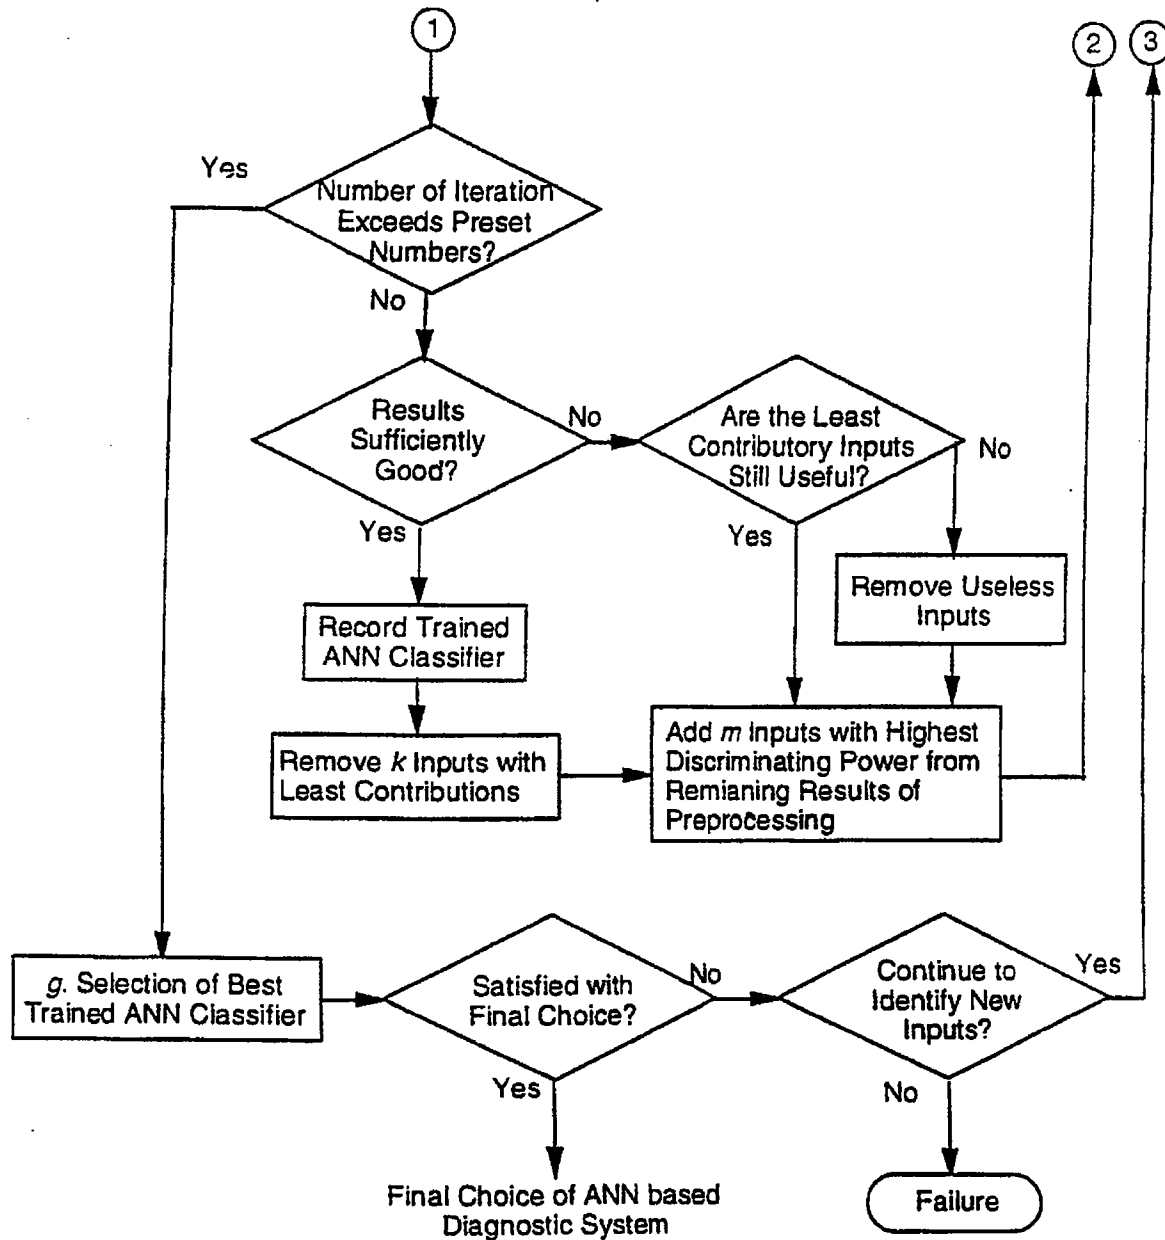 1
2
3
Yes
Number of Iteration
Exceeds Preset
Numbers?
No
Results
Sufficiently
Good?
No
Are the Least
Contributory Inputs
Still Useful?
No
Yes
Yes
Remove Useless
Inputs
Record Trained
ANN Classifier
Remove k Inputs with
Least Contributions
Add m Inputs with Highest
Discriminating Power from
Remianing Results of
Preprocessing
g. Selection of Best
Trained ANN Classifier
Satisfied with
Final Choice?
No
Continue to
Identify New
Inputs?
Yes
Yes
No
Final Choice of ANN based
Diagnostic System
Failure